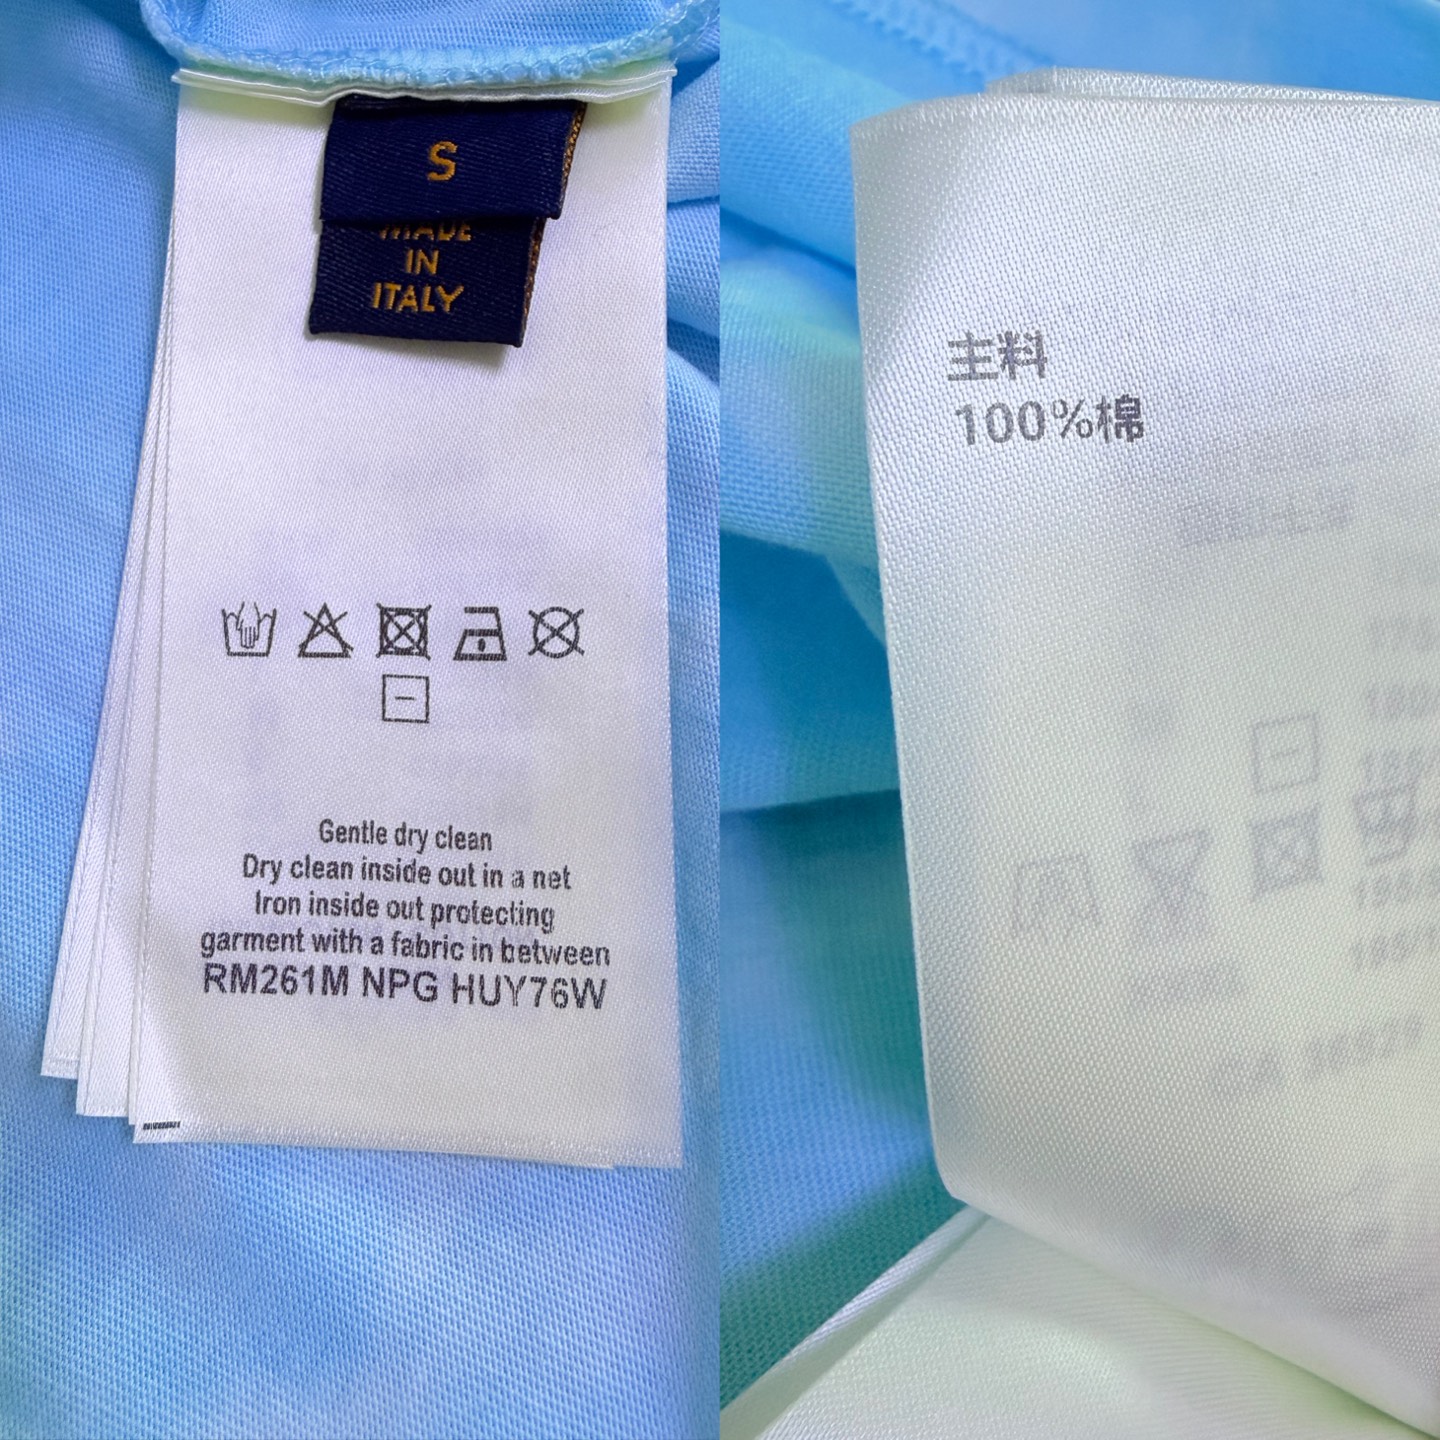 S
MADE
IN
ITALY
Gentle dry clean
Dry clean inside out in a net
Iron inside out protecting
garment with a fabric in between
RM261M NPG HUY76W
主料
100%棉